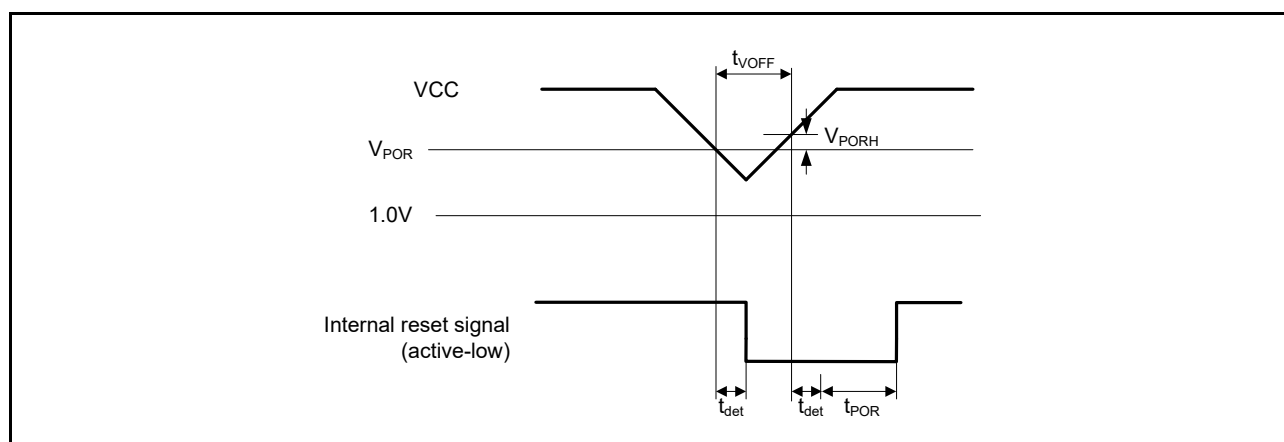 tVOFF
VCC
VPORH
VPOR
1.0V
Internal reset signal
(active-low)
tdet
tdet
tPOR